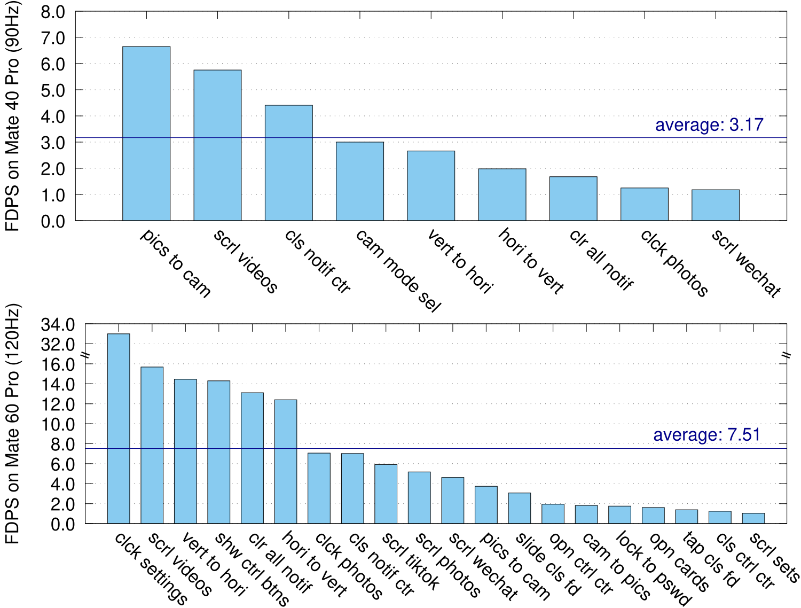 FDPS on Mate 40 Pro (90Hz)
8.0
7.0
6.0
5.0
4.0
3.0
2.0
1.0
0.0
average: 3.17
pics to cam
scrl videos
cls notif ctr
cam mode sel
vert to hori
hori to vert
clr all notif
clck photos
scrl wechat
FDPS on Mate 60 Pro (120Hz)
34.0
32.0
16.0
14.0
12.0
10.0
8.0
6.0
4.0
2.0
0.0
average: 7.51
clck settings
scrl videos
vert to hori
shw ctrl btns
clr all notif
hori to vert
clck photos
cls notif ctr
scrl tiktok
scrl photos
scrl wechat
pics to cam
slide cls fd
opn ctrl ctr
cam to pics
lock to pswd
opn cards
tap cls fd
cls ctrl ctr
scrl sets